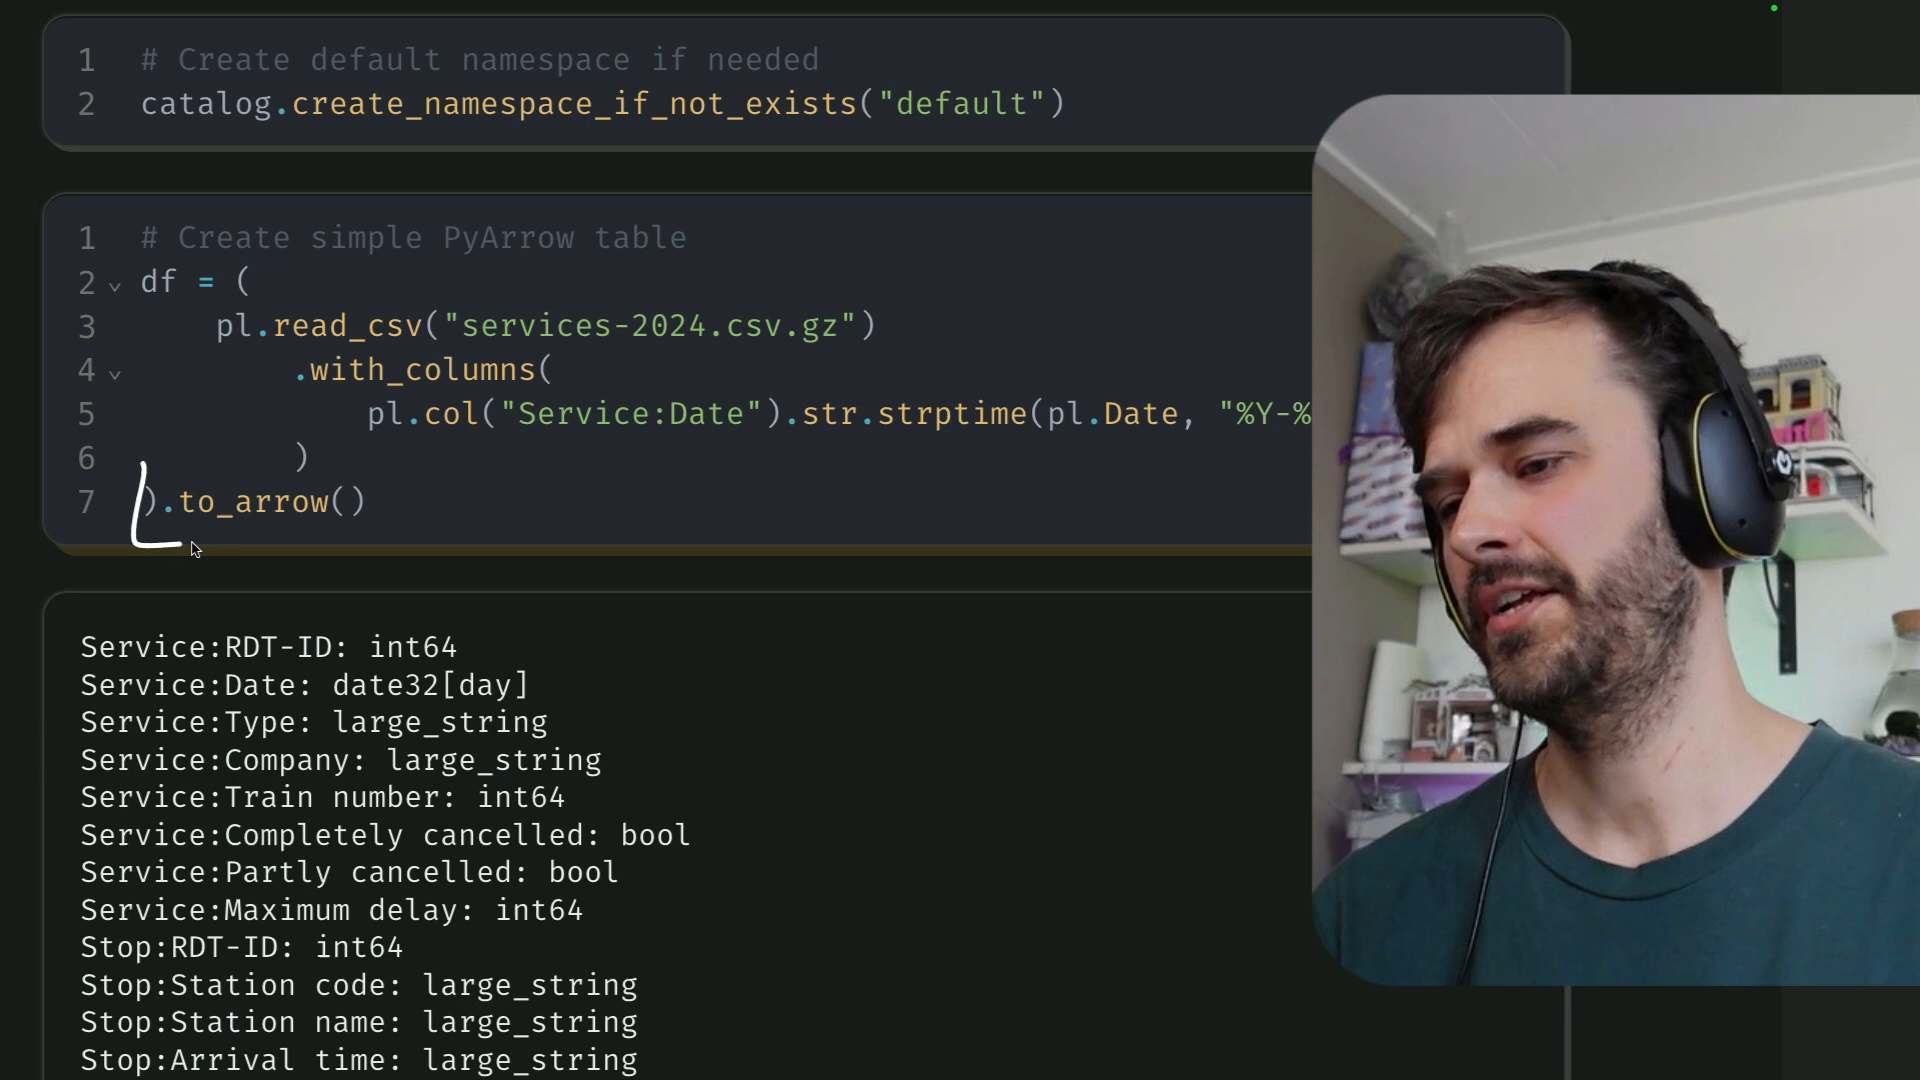 1 # Create default namespace if needed
2 catalog.create_namespace_if_not_exists("default")
1 # Create simple PyArrow table
2 df = (
3 pl.read_csv("services-2024.csv.gz")
4 .with_columns(
5 pl.col("Service:Date").str.strptime(pl.Date, "%Y-%
6 )
7 ).to_arrow()
Service:RDT-ID: int64
Service:Date: date32[day]
Service:Type: large_string
Service:Company: large_string
Service:Train number: int64
Service:Completely cancelled: bool
Service:Partly cancelled: bool
Service:Maximum delay: int64
Stop:RDT-ID: int64
Stop:Station code: large_string
Stop:Station name: large_string
Stop:Arrival time: large_string